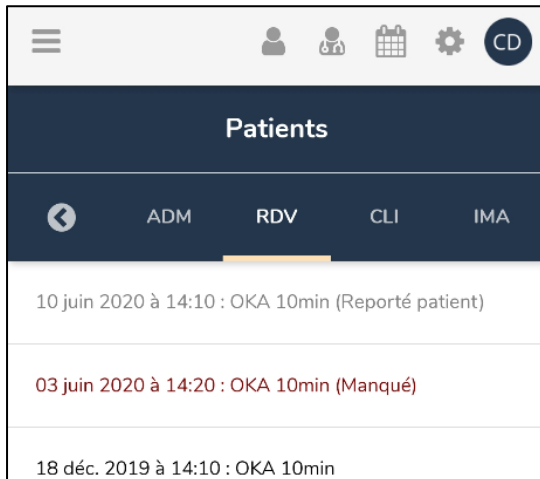 CD
Patients
ADM RDV CLI IMA
10 juin 2020 à 14:10 : OKA 10min (Reporté patient)
03 juin 2020 à 14:20 : OKA 10min (Manqué)
18 déc. 2019 à 14:10 : OKA 10min